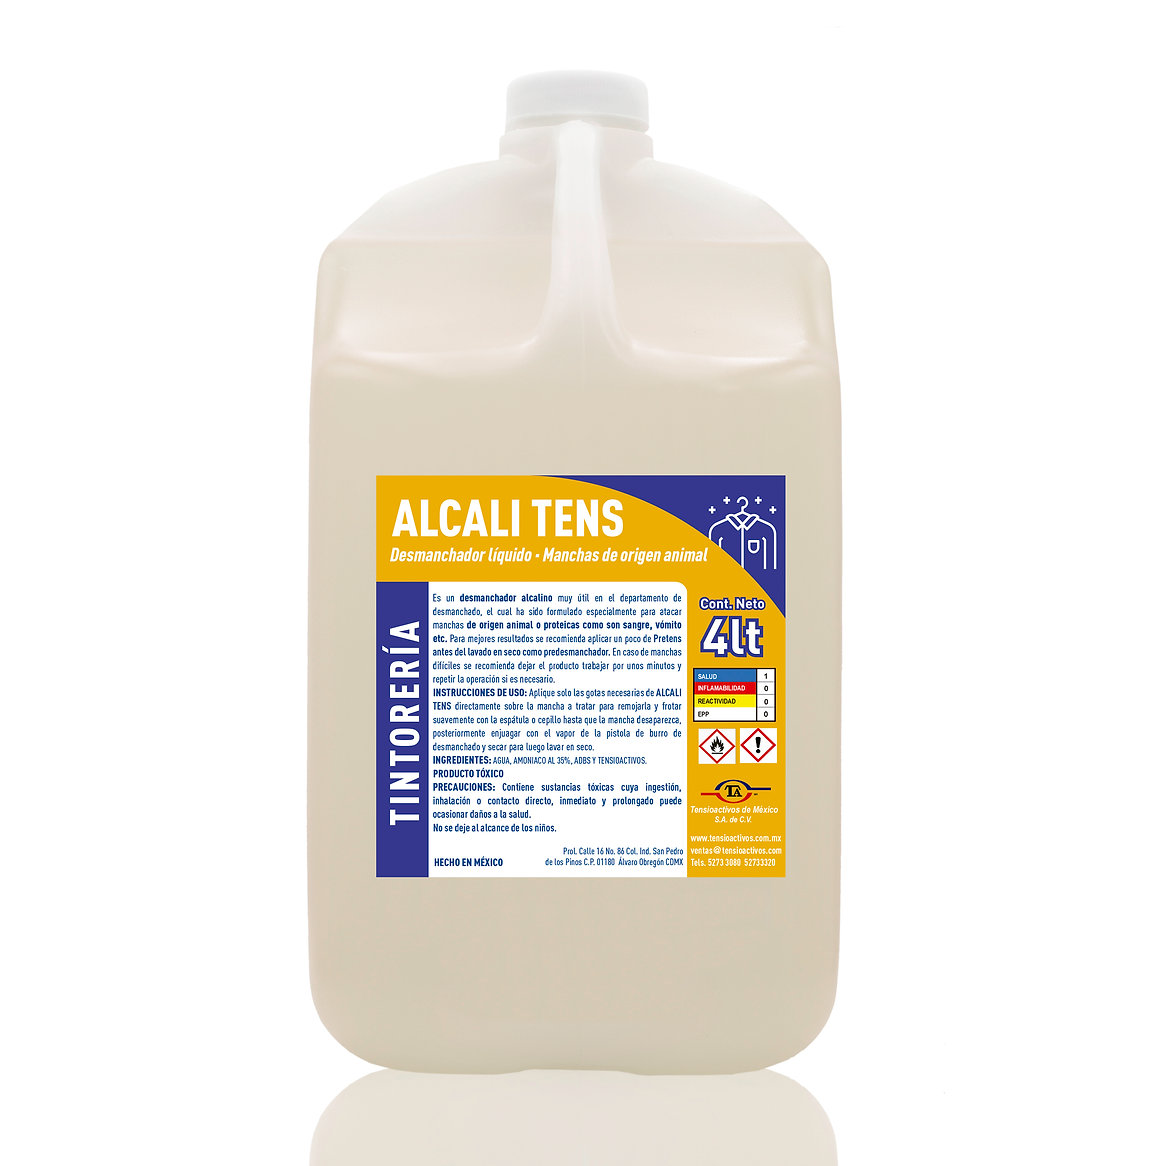 ALCALI TENS
Desmanchador líquido - Manchas de origen animal
TINTORERÍA
Es un desmanchador alcalino muy útil en el departamento de
desmanchado, el cual ha sido formulado especialmente para atacar
manchas de origen animal o proteicas como son sangre, vómito
etc. Para mejores resultados se recomienda aplicar un poco de Pretens
antes del lavado en seco como predesmanchador. En caso de manchas
difíciles se recomienda dejar el producto trabajar por unos minutos y
repetir la operación si es necesario.
INSTRUCCIONES DE USO: Aplique solo las gotas necesarias de ALCALI
TENS directamente sobre la mancha a tratar para remojarla y frotar
suavemente con la espátula o cepillo hasta que la mancha desaparezca,
posteriormente enjuagar con el vapor de la pistola de burro de
desmanchado y secar para luego lavar en seco.
INGREDIENTES: AGUA, AMONIACO AL 35%, ADBS Y TENSIOACTIVOS.
PRODUCTO TÓXICO
PRECAUCIONES: Contiene sustancias tóxicas cuya ingestión,
inhalación o contacto directo, inmediato y prolongado puede
ocasionar daños a la salud.
No se deje al alcance de los niños.
HECHO EN MÉXICO
Prol. Calle 16 No. 86 Col. Ind. San Pedro
de los Pinos C.P. 01180 Álvaro Obregón CDMX
Cont. Neto
4lt
SALUD 1
INFLAMABILIDAD 0
REACTIVIDAD 0
EPP 0
TA
Tensioactivos de México
S.A. de C.V.
www.tensioactivos.com.mx
ventas@tensioactivos.com
Tels. 5273 3080 52733320